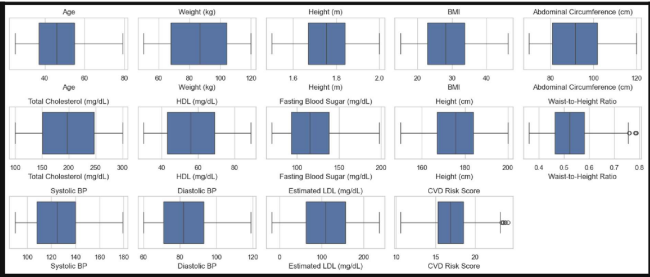 Age Weight (kg) Height (m) BMI Abdominal Circumference (cm)
40 60 80 60 80 100 120 1.6 1.8 2.0 20 30 40 80 100 120
Age Weight (kg) Height (m) BMI Abdominal Circumference (cm)
Total Cholesterol (mg/dL) HDL (mg/dL) Fasting Blood Sugar (mg/dL) Height (cm) Waist-to-Height Ratio
100 150 200 250 300 40 60 80 100 150 200 160 180 200 0.4 0.5 0.6 0.7 0.8
Total Cholesterol (mg/dL) HDL (mg/dL) Fasting Blood Sugar (mg/dL) Height (cm) Waist-to-Height Ratio
Systolic BP Diastolic BP Estimated LDL (mg/dL) CVD Risk Score
100 120 140 160 180 60 80 100 120 0 100 200 10 15 20
Systolic BP Diastolic BP Estimated LDL (mg/dL) CVD Risk Score